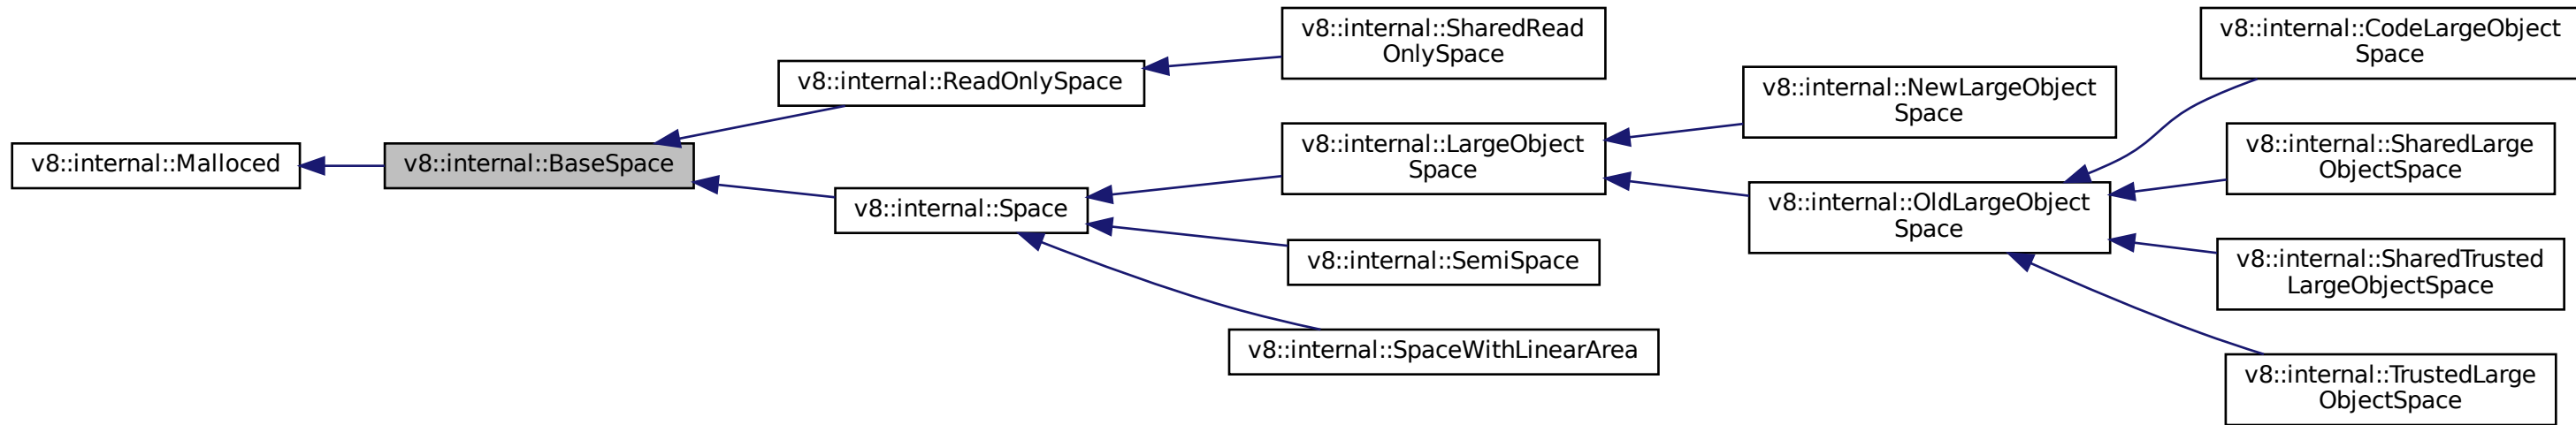 v8::internal::Malloced
v8::internal::BaseSpace
v8::internal::ReadOnlySpace
v8::internal::Space
v8::internal::SharedRead
OnlySpace
v8::internal::LargeObject
Space
v8::internal::SemiSpace
v8::internal::SpaceWithLinearArea
v8::internal::NewLargeObject
Space
v8::internal::OldLargeObject
Space
v8::internal::CodeLargeObject
Space
v8::internal::SharedLarge
ObjectSpace
v8::internal::SharedTrusted
LargeObjectSpace
v8::internal::TrustedLarge
ObjectSpace